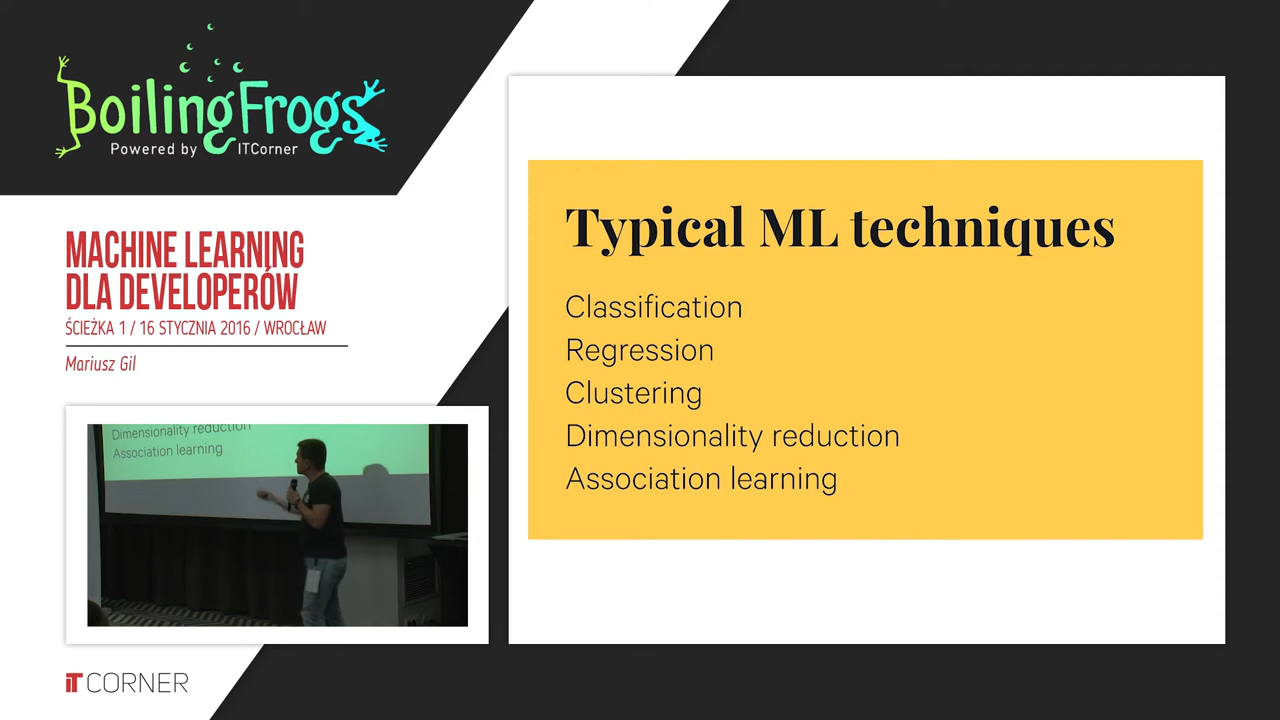 BoilingFrogs
Powered by ITCorner
MACHINE LEARNING
DLA DEVELOPERÓW
ŚCIEŻKA 1 / 16 STYCZNIA 2016 / WROCŁAW
Mariusz Gil
Dimensionality reduction
Association learning
iT CORNER
Typical ML techniques
Classification
Regression
Clustering
Dimensionality reduction
Association learning